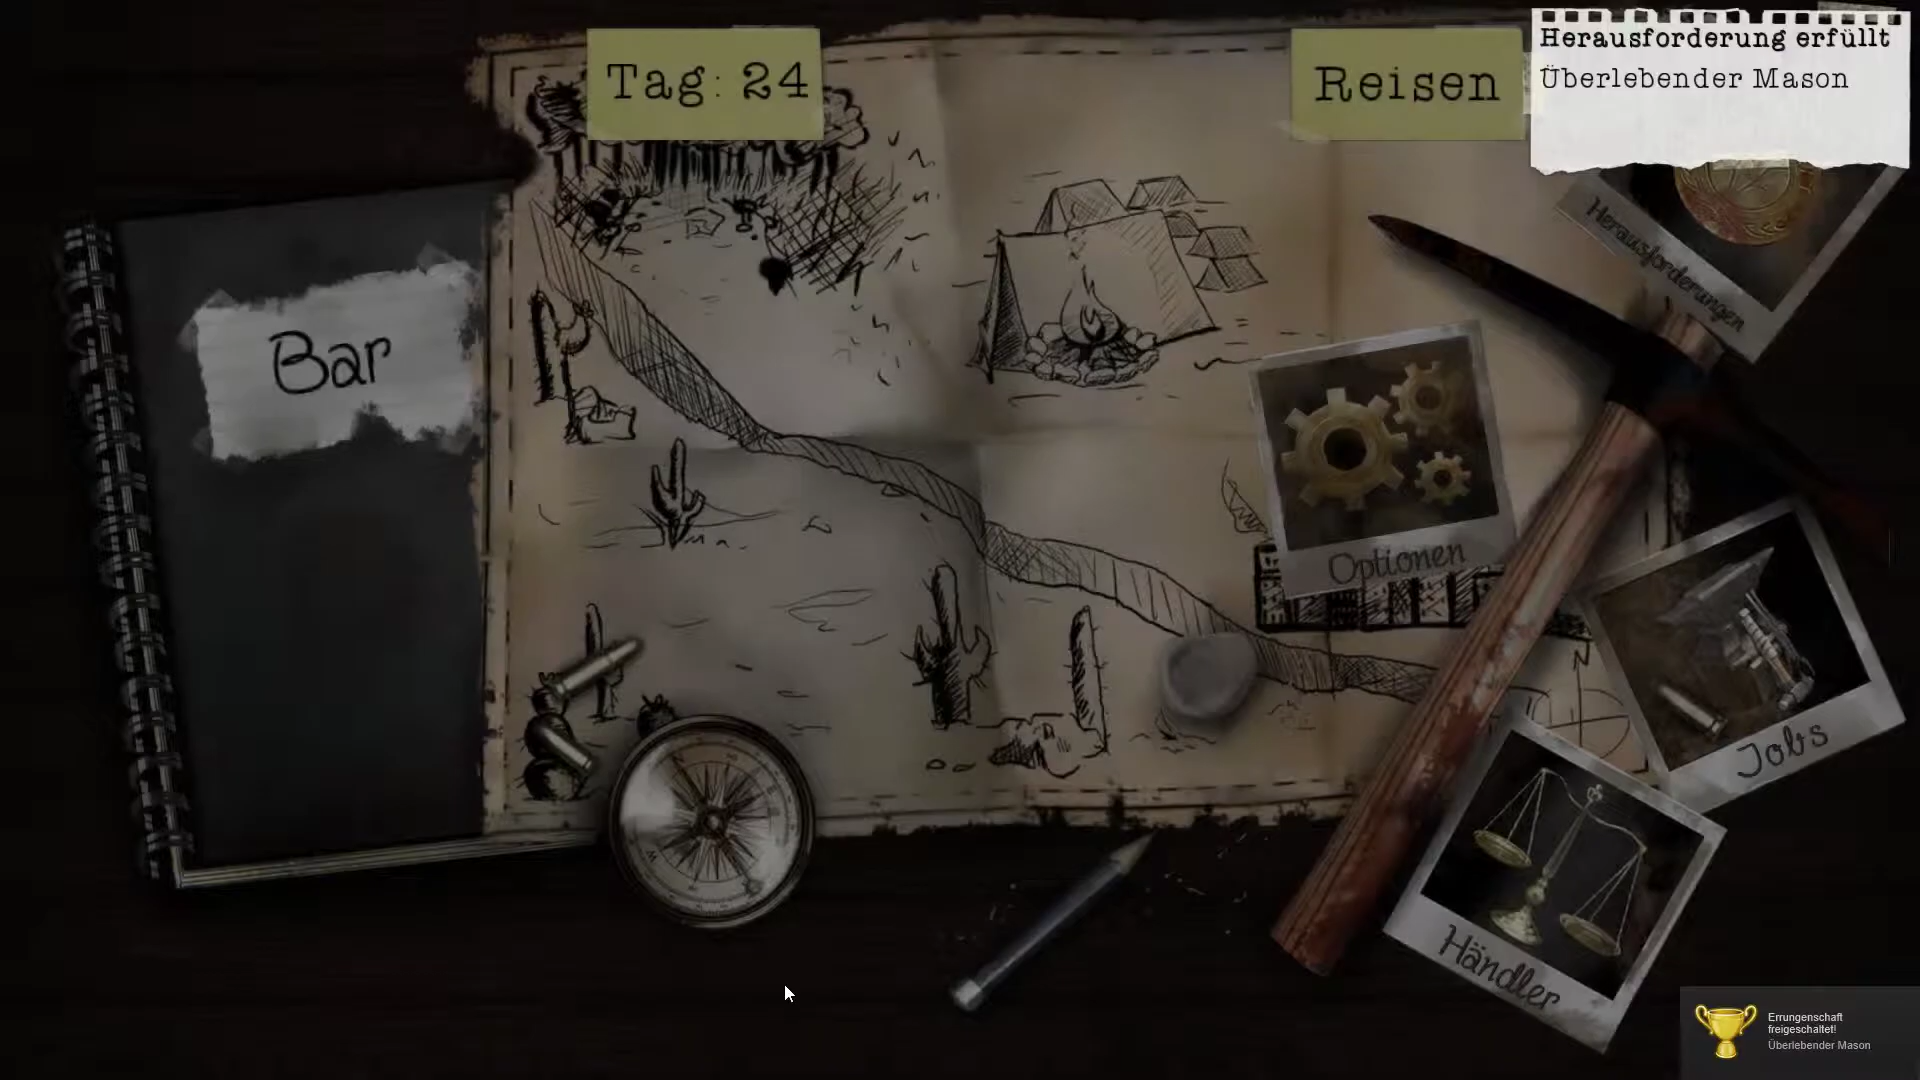 Tag: 24
Reisen
Herausforderung erfüllt
Überlebender Mason
Herausforderungen
Bar
Optionen
Jobs
Händler
Errungenschaft
freigeschaltet!
Überlebender Mason